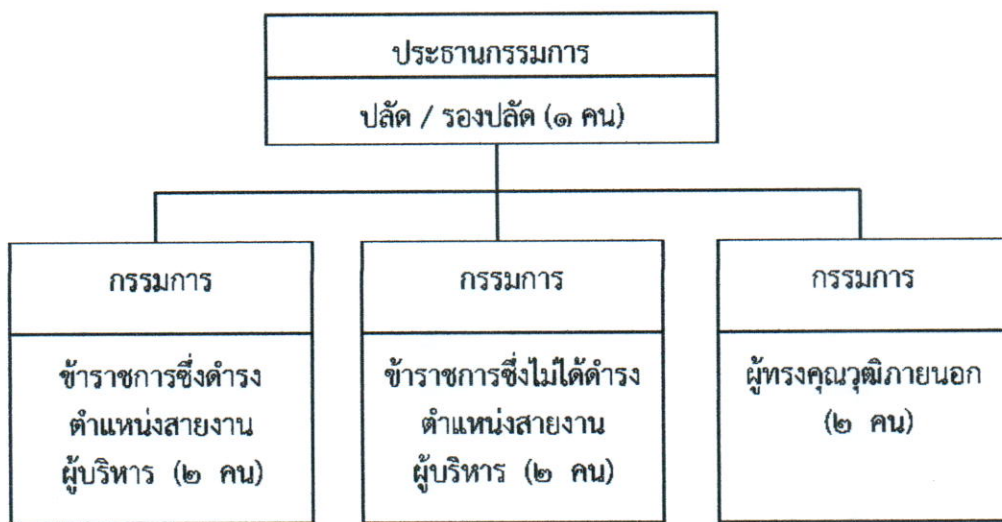 ประธานกรรมการ
ปลัด / รองปลัด (๑ คน)
กรรมการ
ข้าราชการซึ่งดำรง
ตำแหน่งสายงาน
ผู้บริหาร (๒ คน)
กรรมการ
ข้าราชการซึ่งไม่ได้ดำรง
ตำแหน่งสายงาน
ผู้บริหาร (๒ คน)
กรรมการ
ผู้ทรงคุณวุฒิภายนอก
(๒ คน)